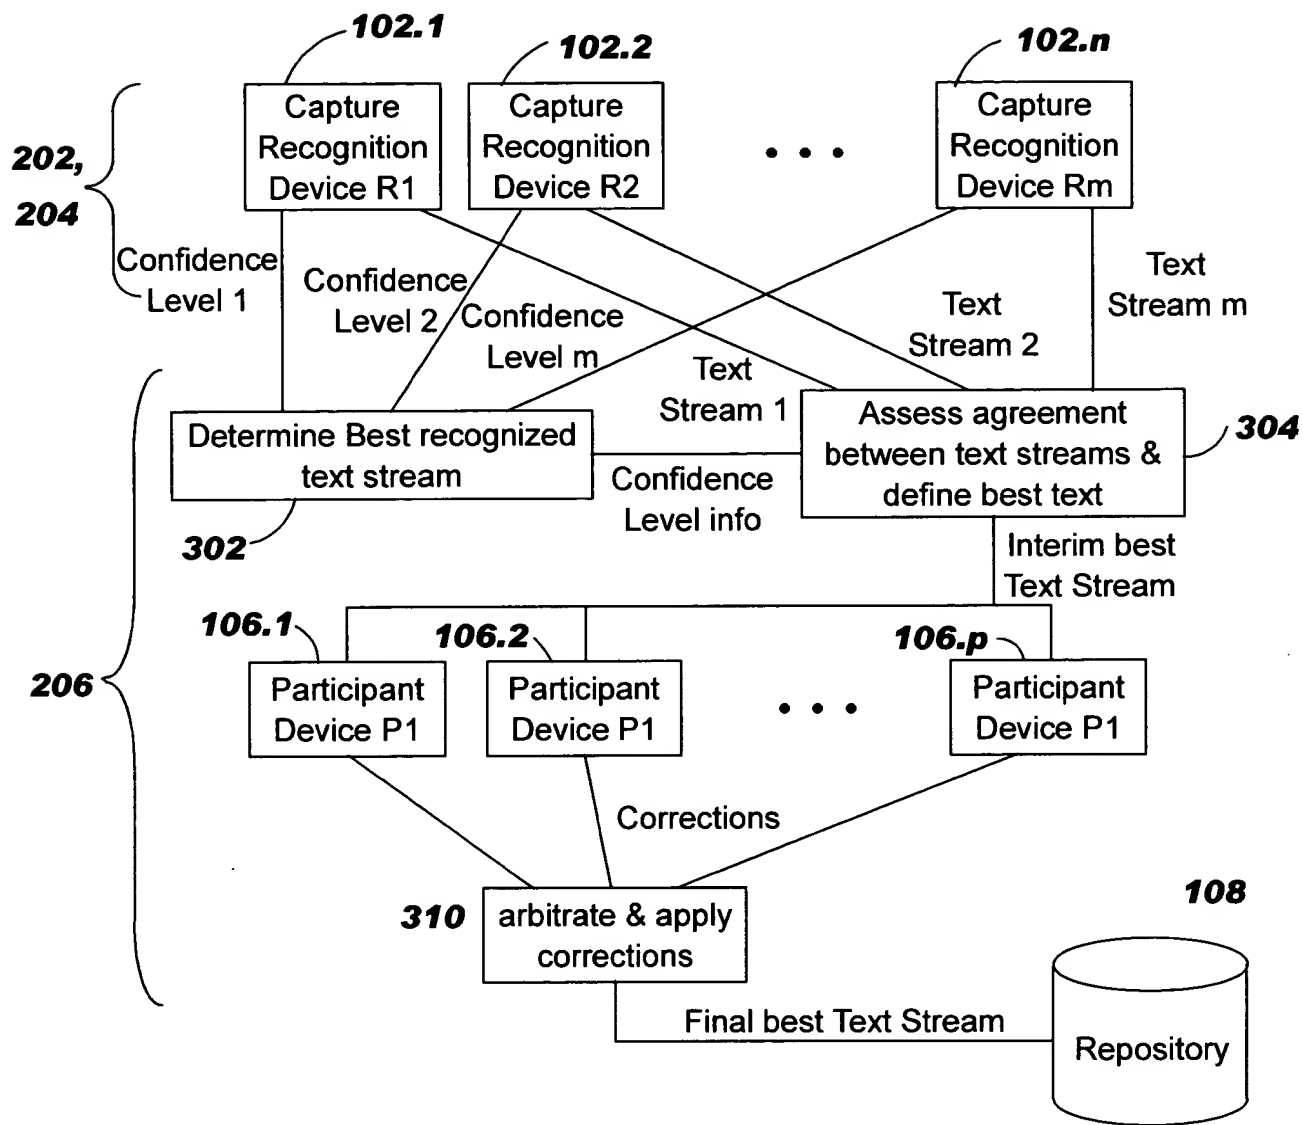 102.1
102.2
102.n
Capture
Recognition
Device R1
Capture
Recognition
Device R2
Capture
Recognition
Device Rm
202,
204
Confidence
Level 1
Confidence
Level 2
Confidence
Level m
Text
Stream 1
Text
Stream 2
Text
Stream m
Determine Best recognized
text stream
302
Confidence
Level info
Assess agreement
between text streams &
define best text
304
Interim best
Text Stream
206
106.1
106.2
106.p
Participant
Device P1
Participant
Device P1
Participant
Device P1
Corrections
310
arbitrate & apply
corrections
108
Final best Text Stream
Repository